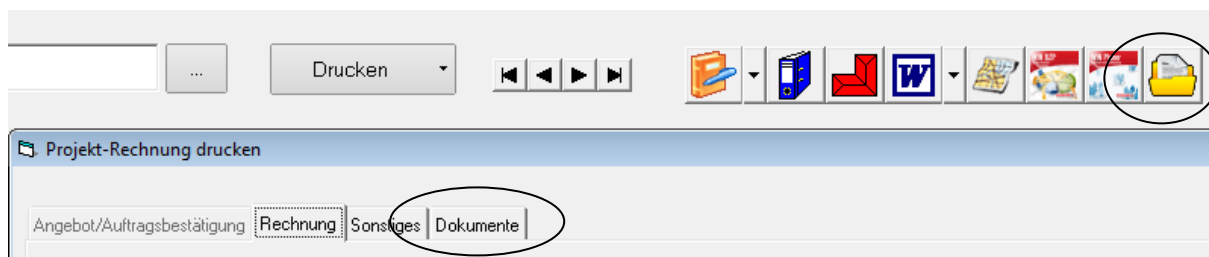 ... Drucken W
Projekt-Rechnung drucken
Angebot/Auftragsbestätigung Rechnung Sonstiges Dokumente